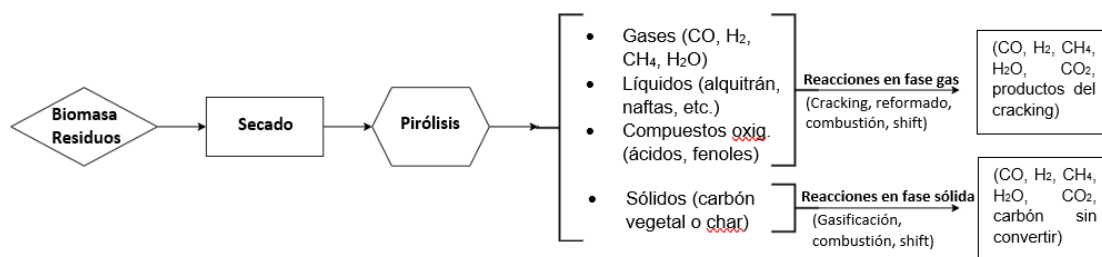 Biomasa
Residuos
Secado
Pirólisis
• Gases (CO, H₂,
CH₄, H₂O)
• Líquidos (alquitrán,
naftas, etc.)
• Compuestos oxig.
(ácidos, fenoles)
• Sólidos (carbón
vegetal o char)
Reacciones en fase gas
(Cracking, reformado,
combustión, shift)
Reacciones en fase sólida
(Gasificación,
combustión, shift)
(CO, H₂, CH₄,
H₂O, CO₂,
productos del
cracking)
(CO, H₂, CH₄,
H₂O, CO₂,
carbón sin
convertir)